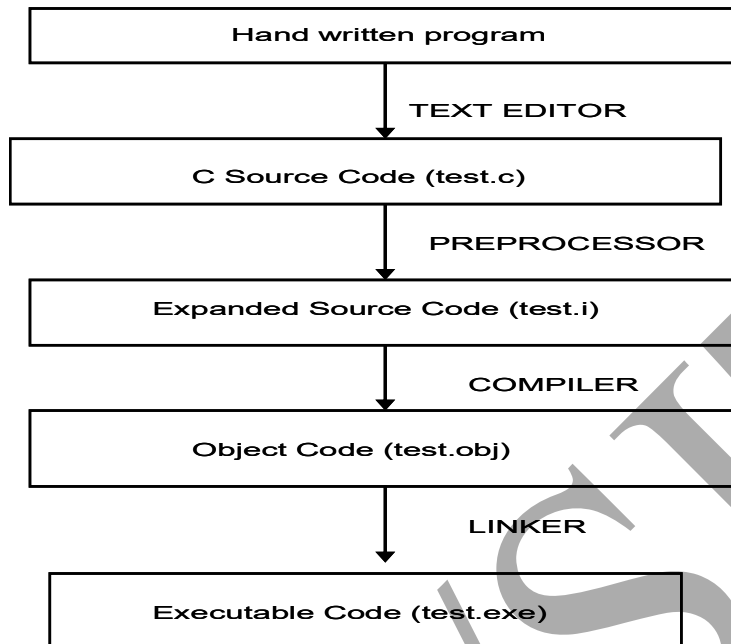 Hand written program
TEXT EDITOR
C Source Code (test.c)
PREPROCESSOR
Expanded Source Code (test.i)
COMPILER
Object Code (test.obj)
LINKER
Executable Code (test.exe)